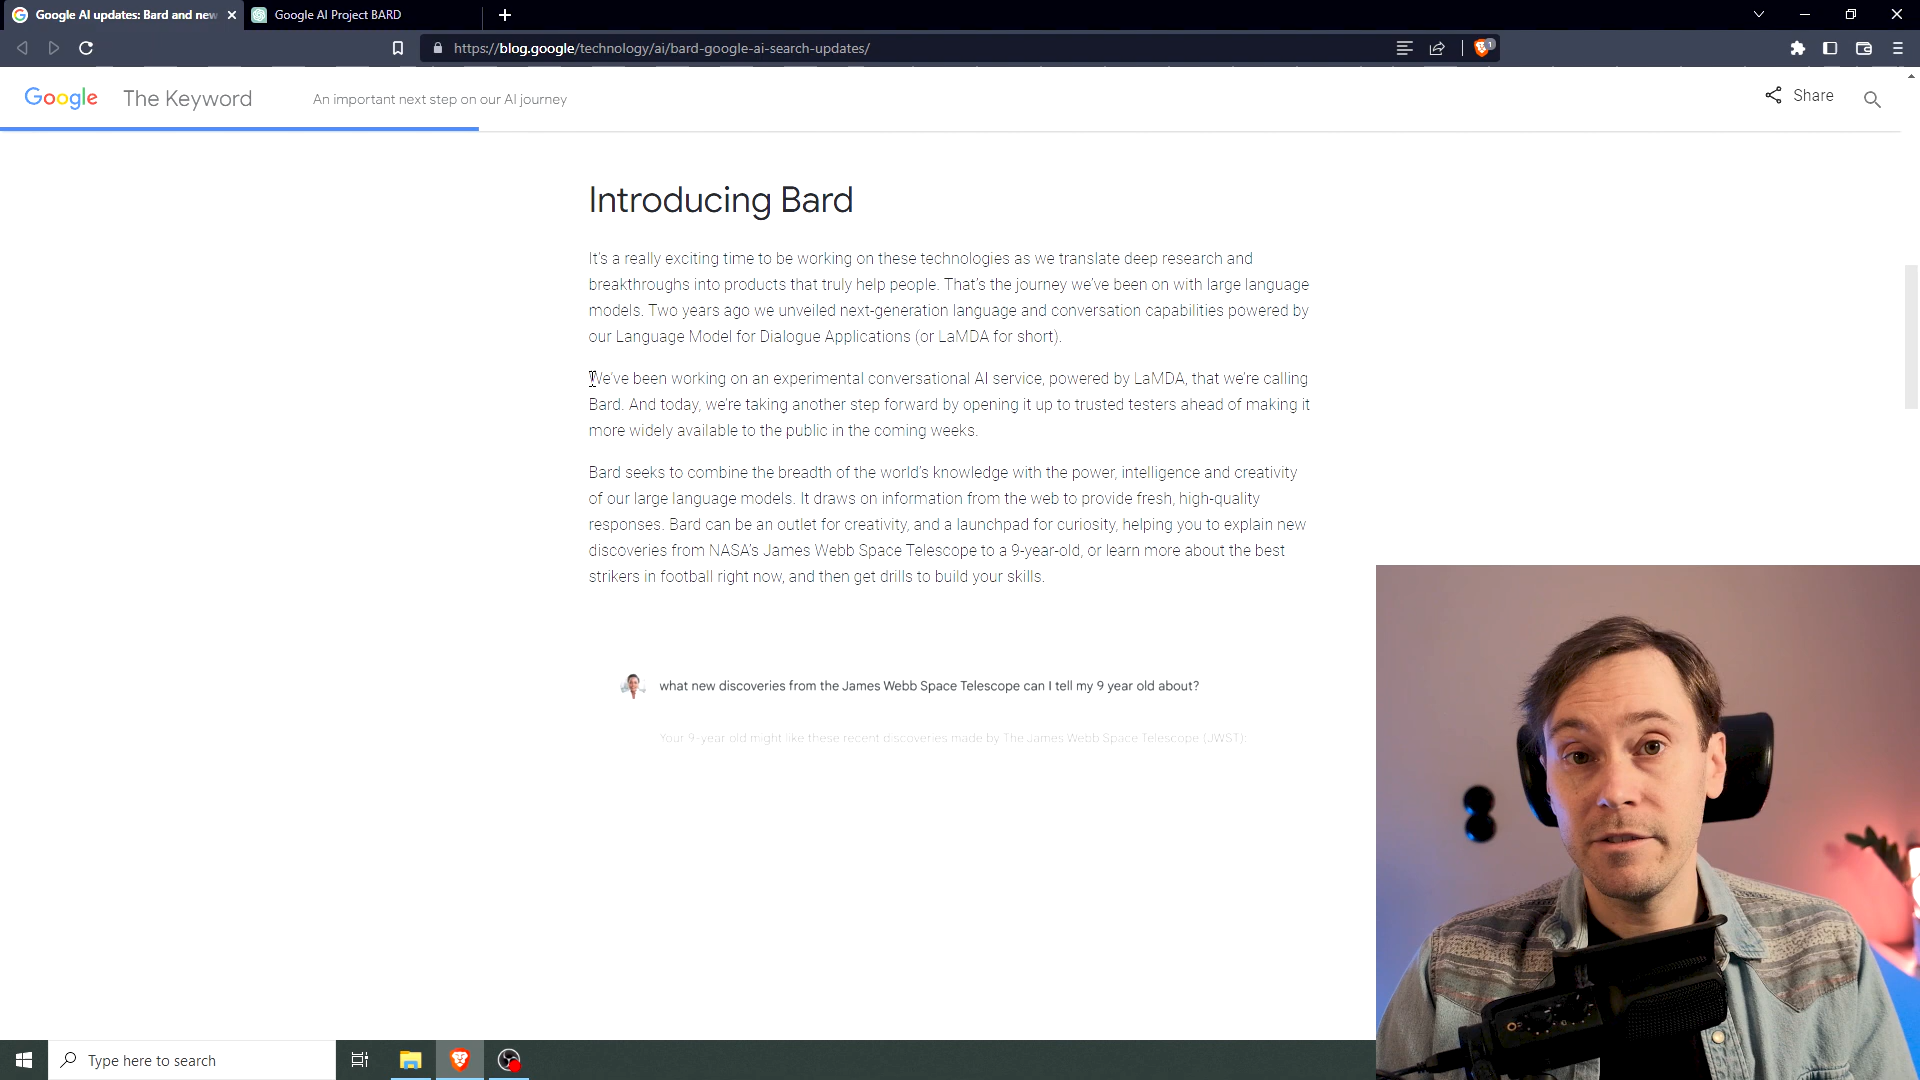 Google AI updates: Bard and new
Google AI Project BARD
https://blog.google/technology/ai/bard-google-ai-search-updates/
1
Google The Keyword An important next step on our AI journey
Share
Introducing Bard
It's a really exciting time to be working on these technologies as we translate deep research and
breakthroughs into products that truly help people. That's the journey we've been on with large language
models. Two years ago we unveiled next-generation language and conversation capabilities powered by
our Language Model for Dialogue Applications (or LaMDA for short).
We've been working on an experimental conversational AI service, powered by LaMDA, that we're calling
Bard. And today, we're taking another step forward by opening it up to trusted testers ahead of making it
more widely available to the public in the coming weeks.
Bard seeks to combine the breadth of the world's knowledge with the power, intelligence and creativity
of our large language models. It draws on information from the web to provide fresh, high-quality
responses. Bard can be an outlet for creativity, and a launchpad for curiosity, helping you to explain new
discoveries from NASA's James Webb Space Telescope to a 9-year-old, or learn more about the best
strikers in football right now, and then get drills to build your skills.
what new discoveries from the James Webb Space Telescope can I tell my 9 year old about?
Your 9-year old might like these recent discoveries made by The James Webb Space Telescope (JWST):
Type here to search